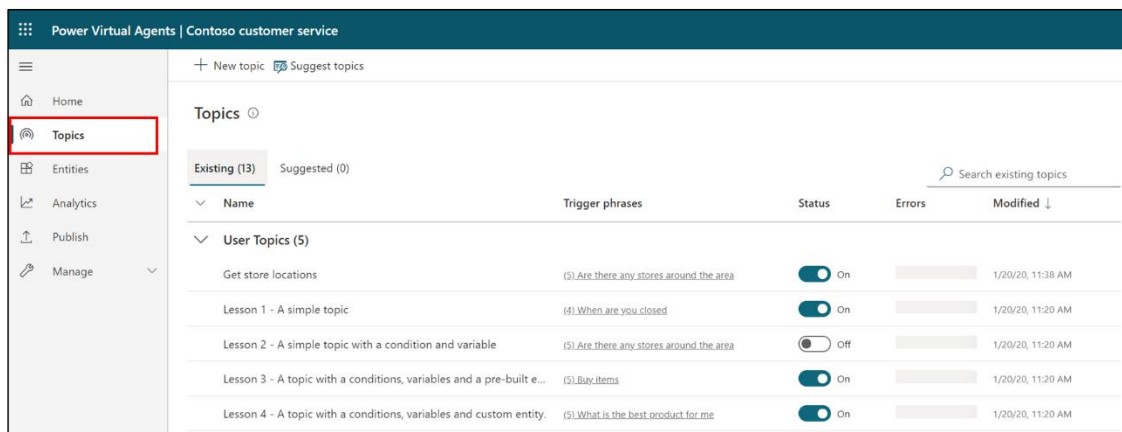 Power Virtual Agents | Contoso customer service
New topic Suggest topics
Home
Topics
Topics
Entities
Existing (13) Suggested (0)
Search existing topics
Analytics
Name Trigger phrases Status Errors Modified ↓
Publish
User Topics (5)
Manage
Get store locations (5) Are there any stores around the area On 1/20/20, 11:38 AM
Lesson 1 - A simple topic (4) When are you closed On 1/20/20, 11:20 AM
Lesson 2 - A simple topic with a condition and variable (5) Are there any stores around the area Off 1/20/20, 11:20 AM
Lesson 3 - A topic with a conditions, variables and a pre-built e... (5) Buy items On 1/20/20, 11:20 AM
Lesson 4 - A topic with a conditions, variables and custom entity. (5) What is the best product for me On 1/20/20, 11:20 AM